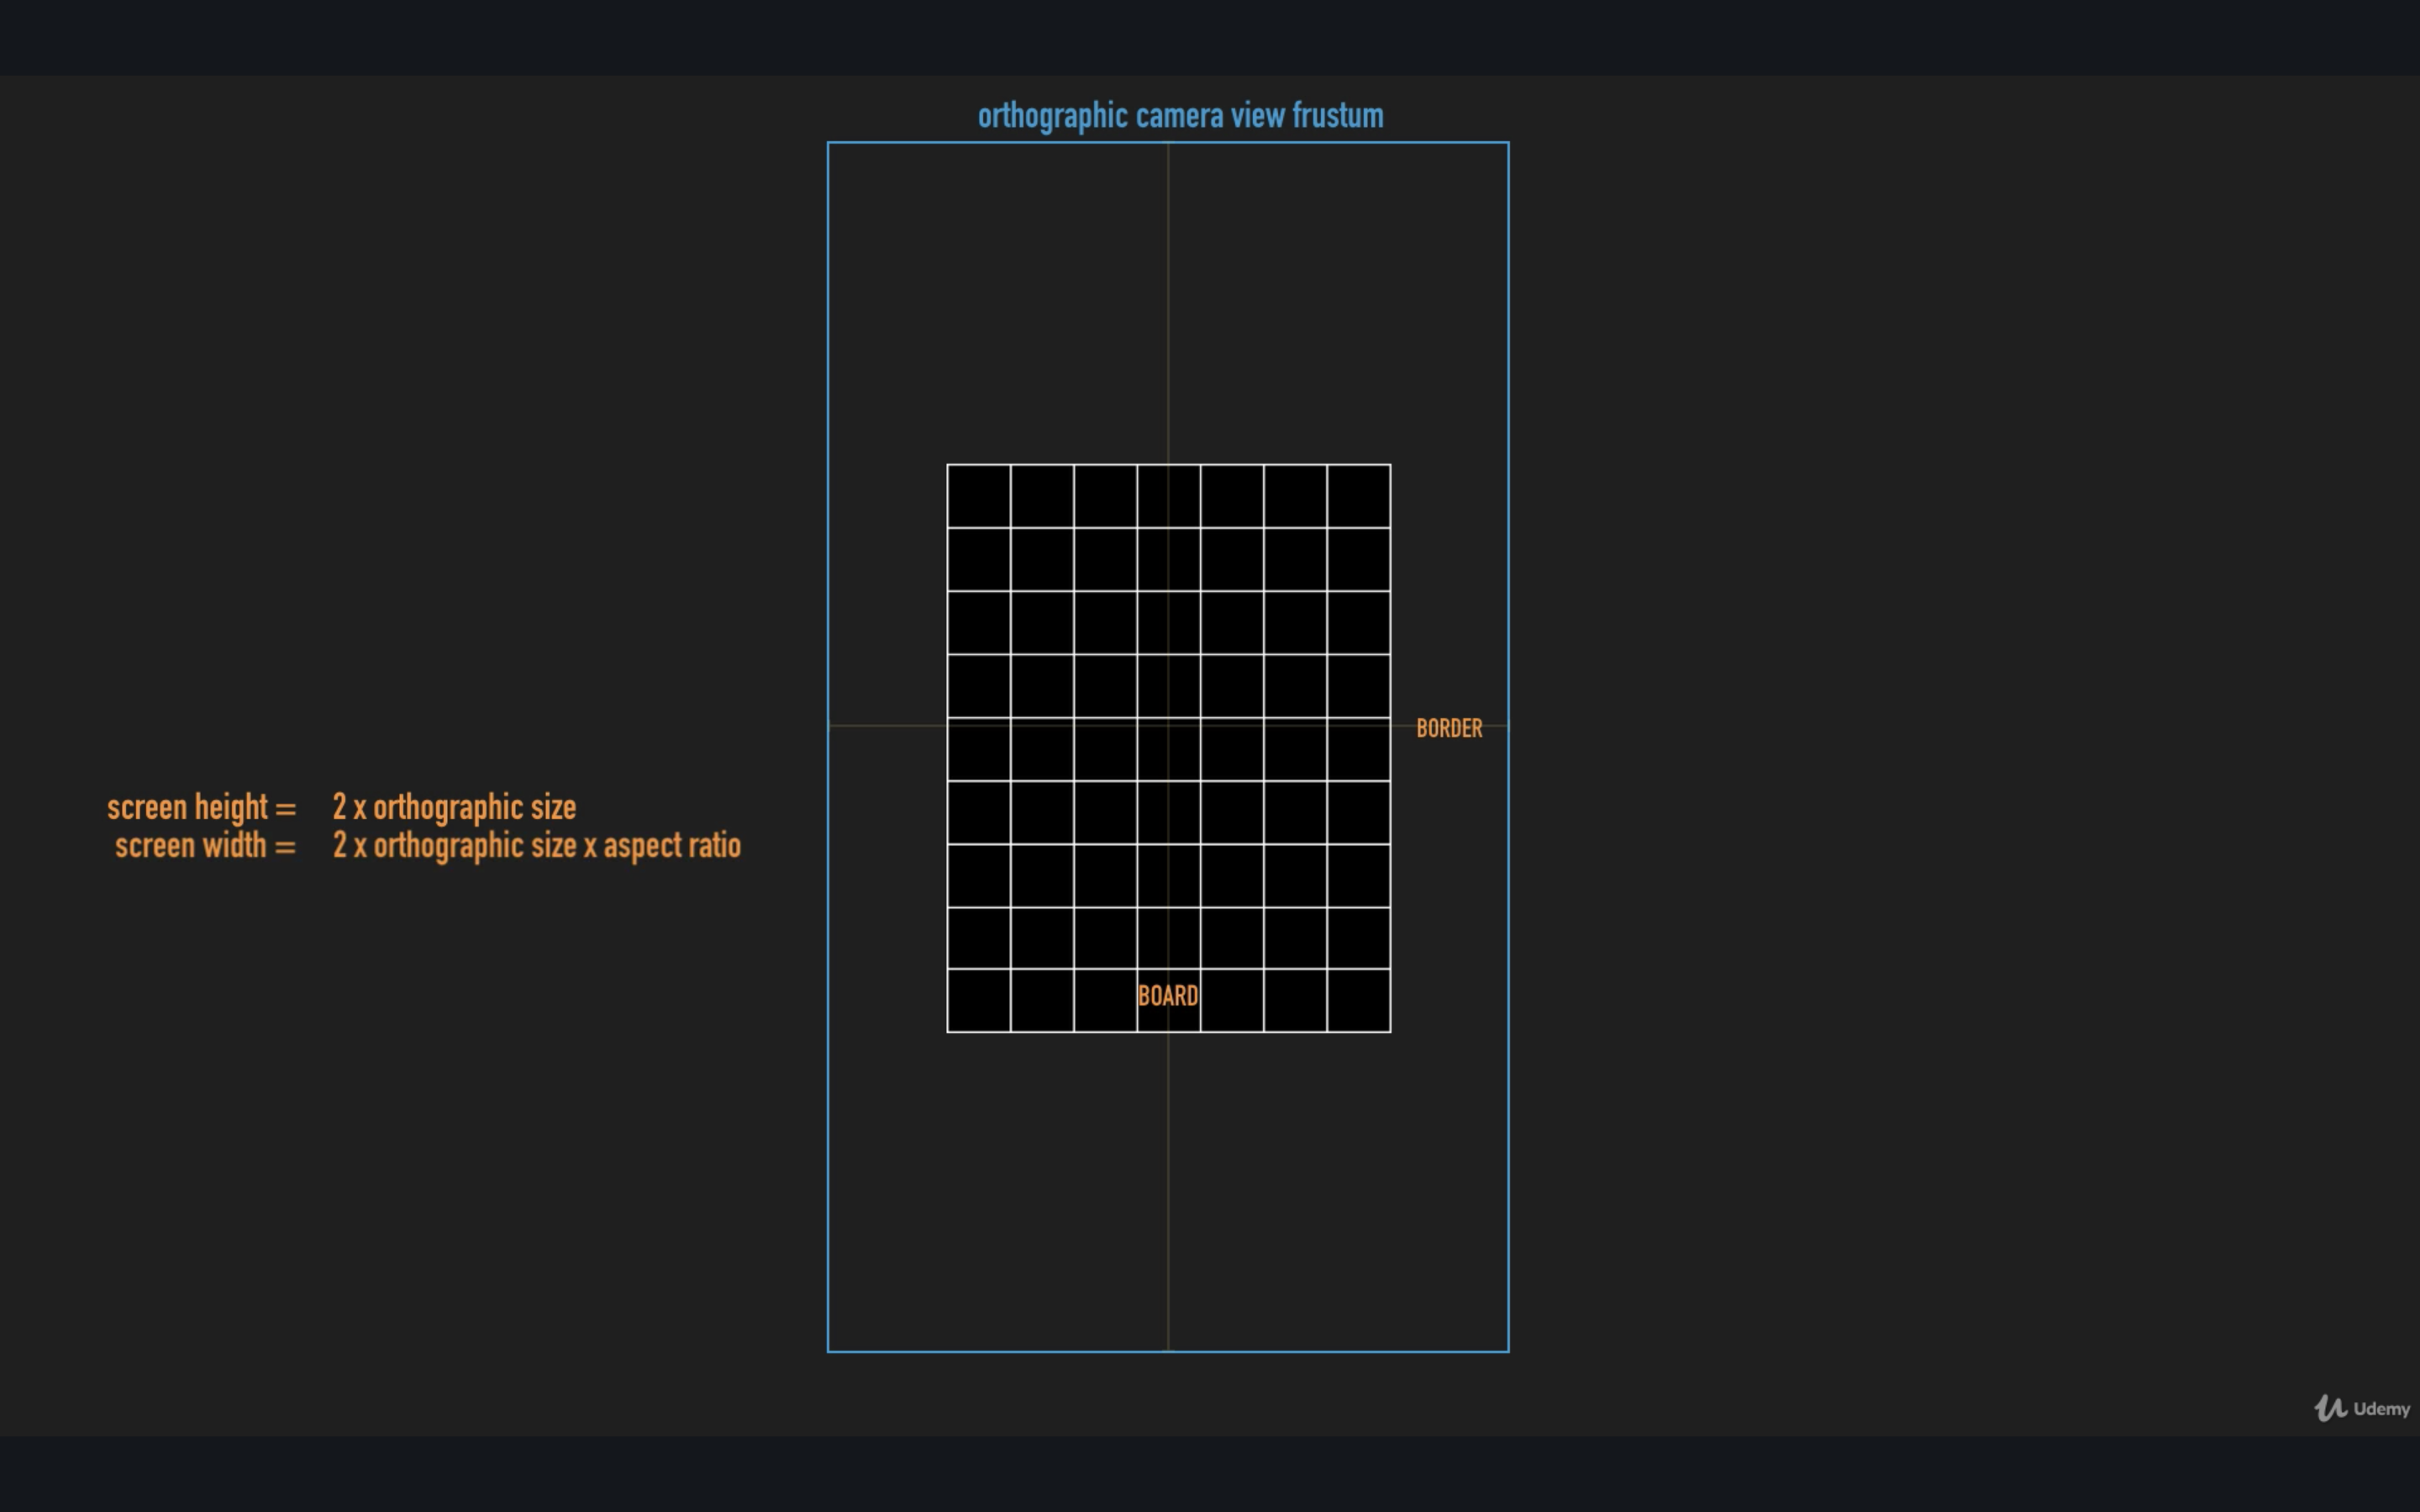 orthographic camera view frustum
BORDER
screen height = 2 x orthographic size
screen width = 2 x orthographic size x aspect ratio
BOARD
Udemy